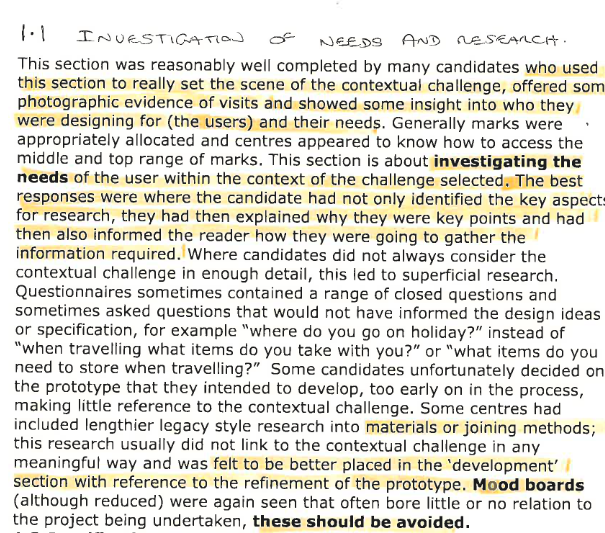 1.1 INVESTIGATION OF NEEDS AND RESEARCH.
This section was reasonably well completed by many candidates who used
this section to really set the scene of the contextual challenge, offered som
photographic evidence of visits and showed some insight into who they
were designing for (the users) and their needs. Generally marks were
appropriately allocated and centres appeared to know how to access the
middle and top range of marks. This section is about investigating the
needs of the user within the context of the challenge selected. The best
responses were where the candidate had not only identified the key aspects
for research, they had then explained why they were key points and had
then also informed the reader how they were going to gather the
information required. Where candidates did not always consider the
contextual challenge in enough detail, this led to superficial research.
Questionnaires sometimes contained a range of closed questions and
sometimes asked questions that would not have informed the design ideas
or specification, for example “where do you go on holiday?” instead of
“when travelling what items do you take with you?” or “what items do you
need to store when travelling?” Some candidates unfortunately decided on
the prototype that they intended to develop, too early on in the process,
making little reference to the contextual challenge. Some centres had
included lengthier legacy style research into materials or joining methods;
this research usually did not link to the contextual challenge in any
meaningful way and was felt to be better placed in the ‘development’
section with reference to the refinement of the prototype. Mood boards
(although reduced) were again seen that often bore little or no relation to
the project being undertaken, these should be avoided.